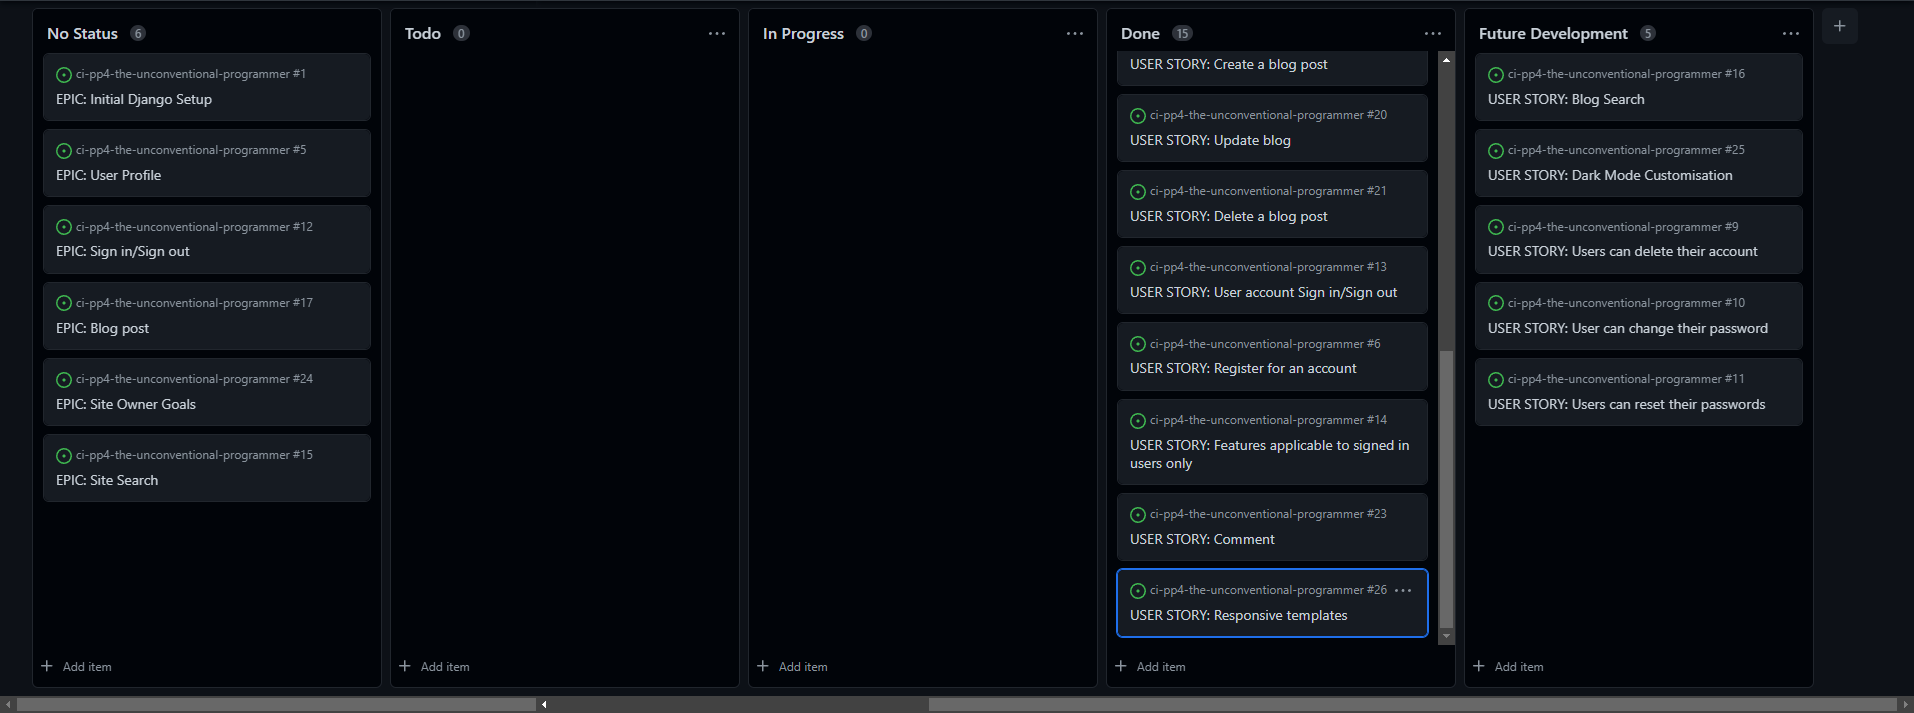 No Status 6
ci-pp4-the-unconventional-programmer #1
EPIC: Initial Django Setup
ci-pp4-the-unconventional-programmer #5
EPIC: User Profile
ci-pp4-the-unconventional-programmer #12
EPIC: Sign in/Sign out
ci-pp4-the-unconventional-programmer #17
EPIC: Blog post
ci-pp4-the-unconventional-programmer #24
EPIC: Site Owner Goals
ci-pp4-the-unconventional-programmer #15
EPIC: Site Search
+ Add item
Todo 0
+ Add item
In Progress 0
+ Add item
Done 15
USER STORY: Create a blog post
ci-pp4-the-unconventional-programmer #20
USER STORY: Update blog
ci-pp4-the-unconventional-programmer #21
USER STORY: Delete a blog post
ci-pp4-the-unconventional-programmer #13
USER STORY: User account Sign in/Sign out
ci-pp4-the-unconventional-programmer #6
USER STORY: Register for an account
ci-pp4-the-unconventional-programmer #14
USER STORY: Features applicable to signed in
users only
ci-pp4-the-unconventional-programmer #23
USER STORY: Comment
ci-pp4-the-unconventional-programmer #26
USER STORY: Responsive templates
+ Add item
Future Development 5
ci-pp4-the-unconventional-programmer #16
USER STORY: Blog Search
ci-pp4-the-unconventional-programmer #25
USER STORY: Dark Mode Customisation
ci-pp4-the-unconventional-programmer #9
USER STORY: Users can delete their account
ci-pp4-the-unconventional-programmer #10
USER STORY: User can change their password
ci-pp4-the-unconventional-programmer #11
USER STORY: Users can reset their passwords
+ Add item